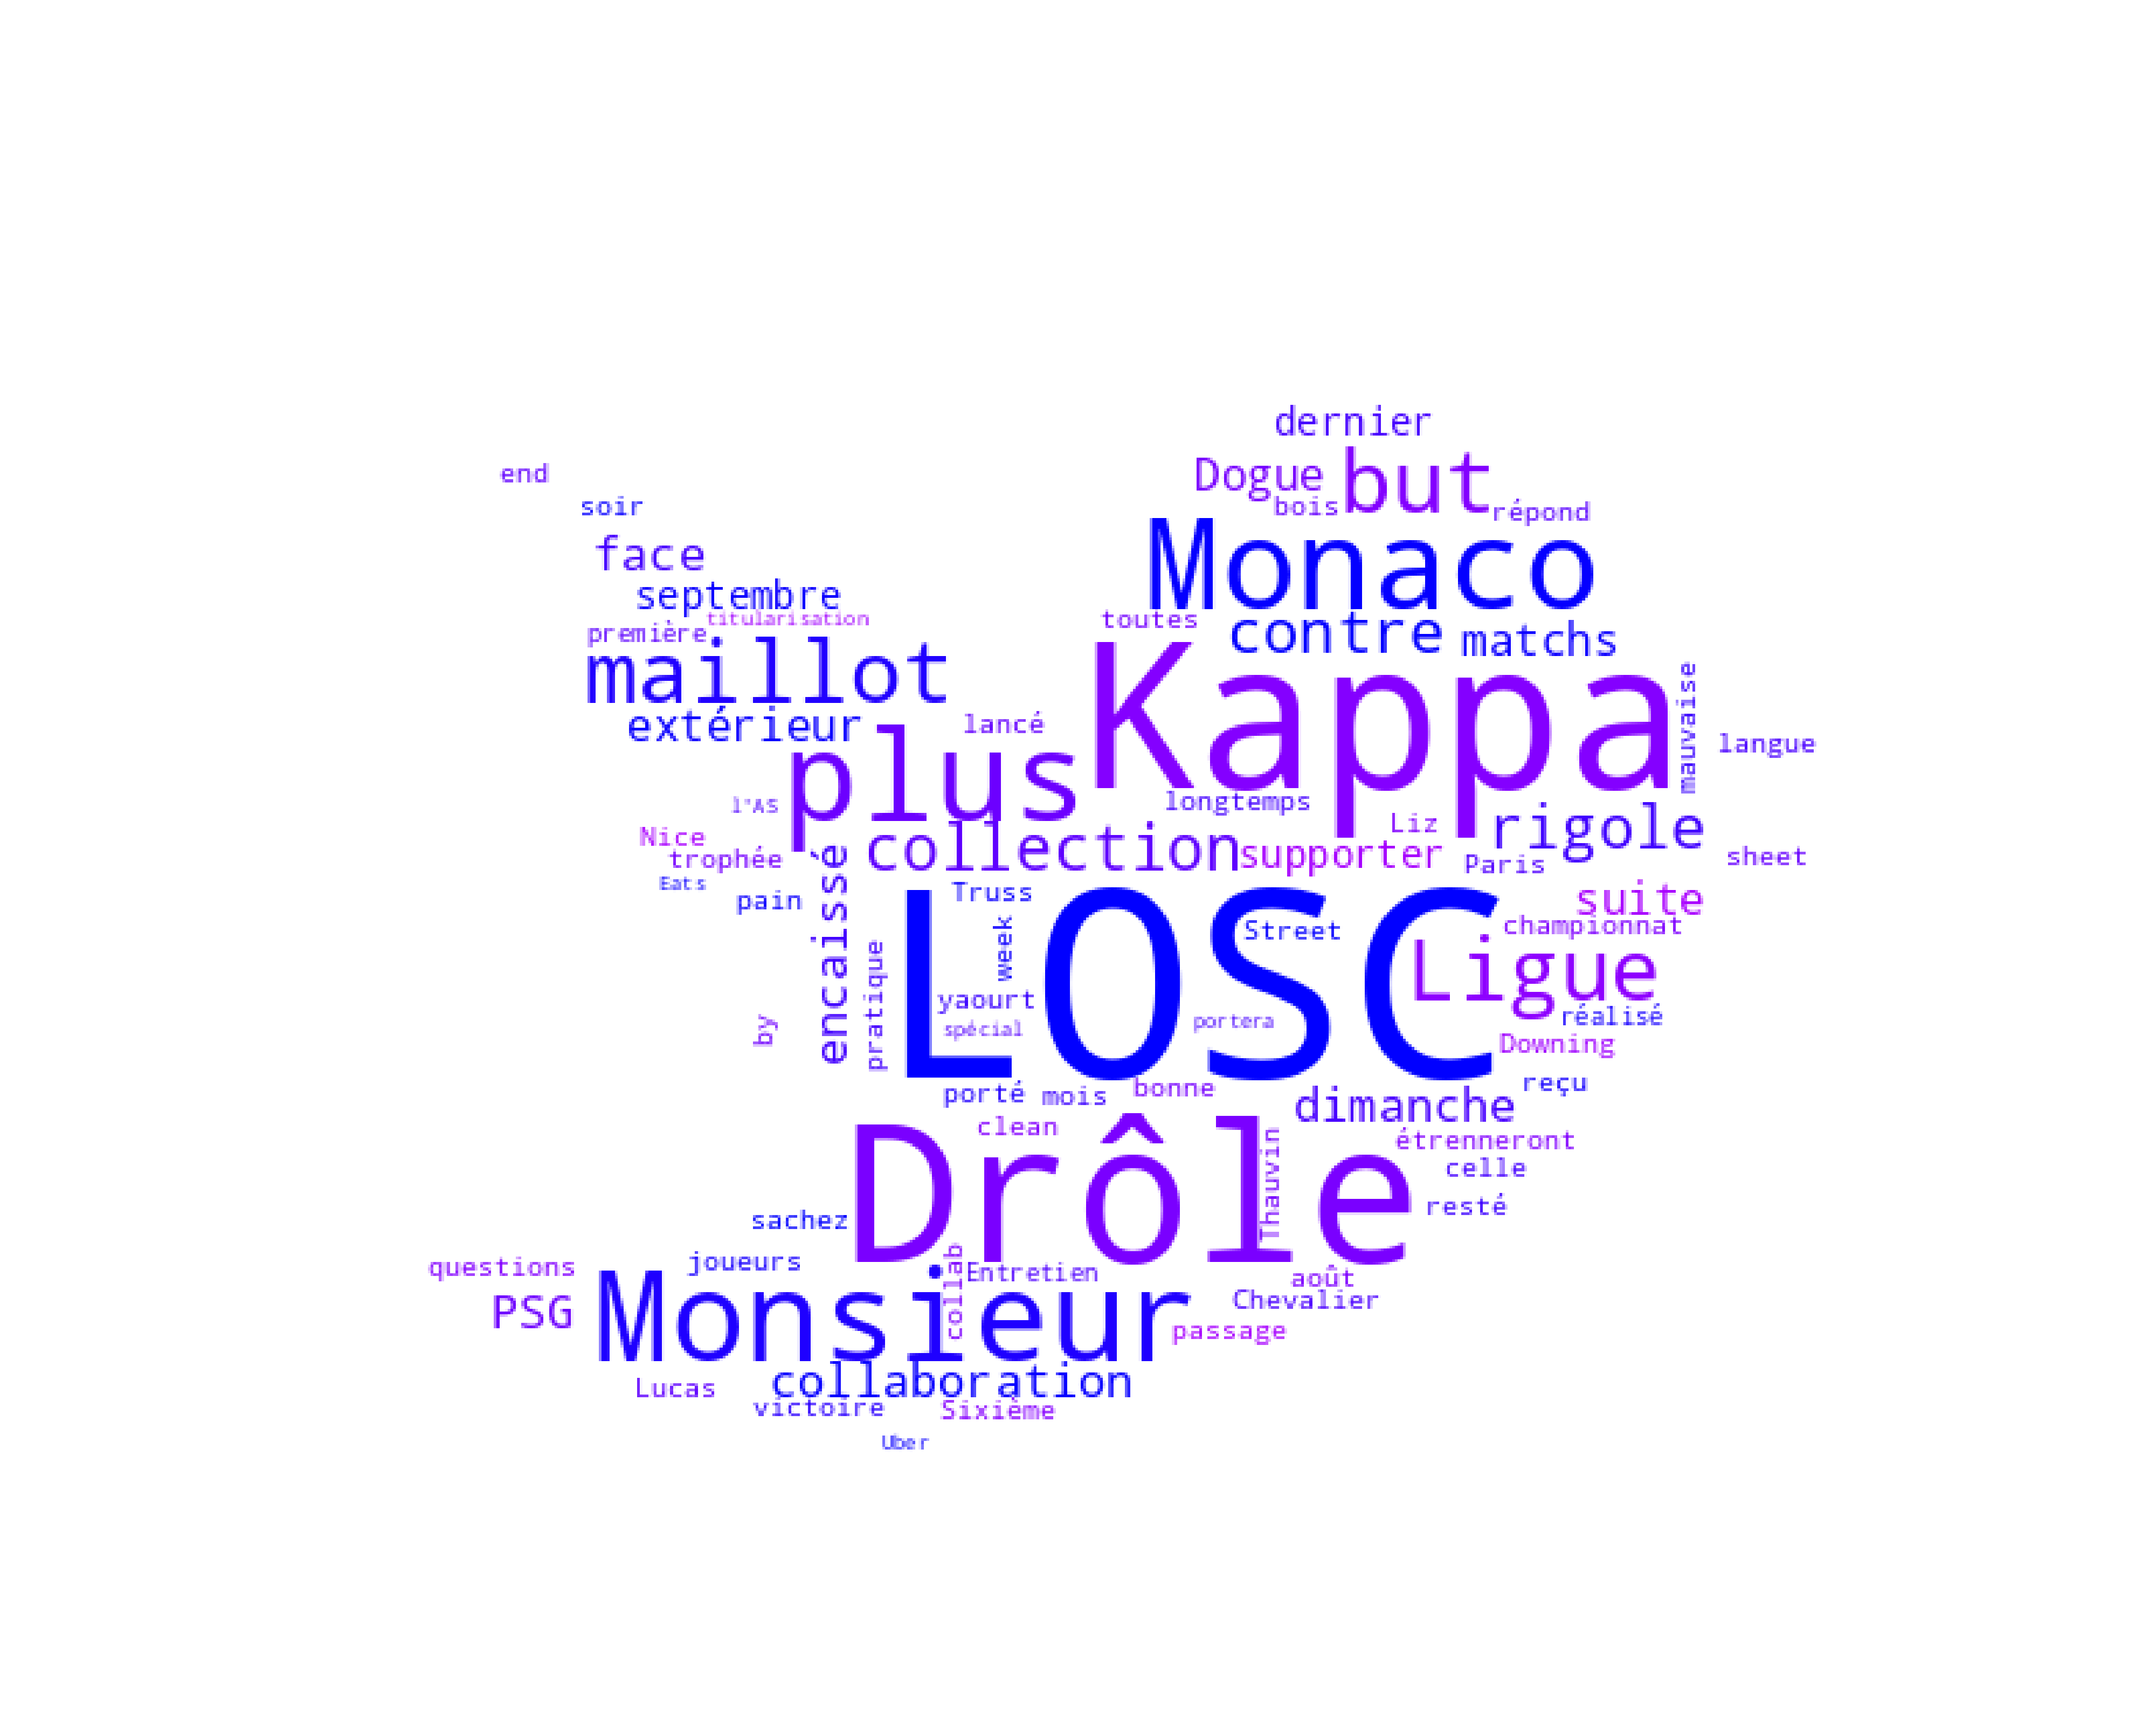 dernier
end
Dogue
but
soir
bois
répond
face
Monaco
septembre
titularisation
toutes
première
contre
matchs
maillot
Kappa
mauvaise
extérieur
lancé
langue
plus
l'AS
longtemps
Liz
rigole
Nice
trophée
collection
supporter
Paris
sheet
Eats
pain
encaissé
Truss
suite
Street
championnat
week
LOSC
Ligue
yaourt
pratique
spécial
portera
réalisé
by
Downing
porté
mois
bonne
reçu
dimanche
clean
étrenneront
Thauvin
celle
Drôle
resté
sachez
questions
joueurs
collab
Entretien
août
PSG
Monsieur
Chevalier
passage
Lucas
collaboration
victoire
Sixième
Uber